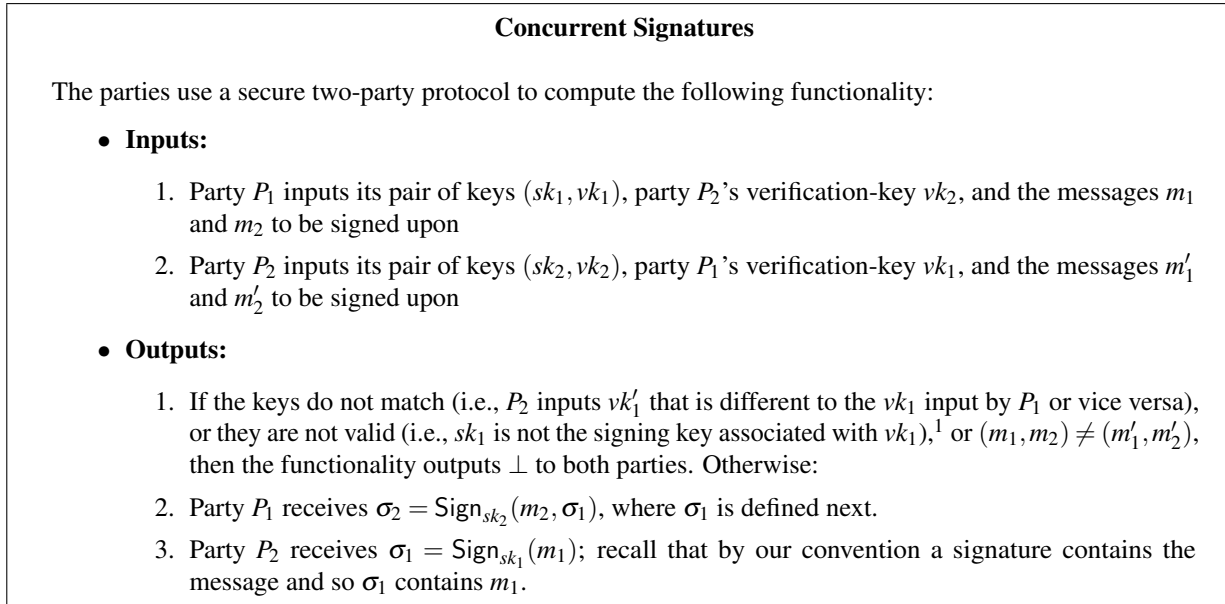 Concurrent Signatures
The parties use a secure two-party protocol to compute the following functionality:
• Inputs:
1. Party P₁ inputs its pair of keys (sk₁, vk₁), party P₂'s verification-key vk₂, and the messages m₁
and m₂ to be signed upon
2. Party P₂ inputs its pair of keys (sk₂, vk₂), party P₁'s verification-key vk₁, and the messages m′₁
and m′₂ to be signed upon
• Outputs:
1. If the keys do not match (i.e., P₂ inputs vk′₁ that is different to the vk₁ input by P₁ or vice versa),
or they are not valid (i.e., sk₁ is not the signing key associated with vk₁),¹ or (m₁, m₂) ≠ (m′₁, m′₂),
then the functionality outputs ⊥ to both parties. Otherwise:
2. Party P₁ receives σ₂ = Sign_{sk₂}(m₂, σ₁), where σ₁ is defined next.
3. Party P₂ receives σ₁ = Sign_{sk₁}(m₁); recall that by our convention a signature contains the
message and so σ₁ contains m₁.